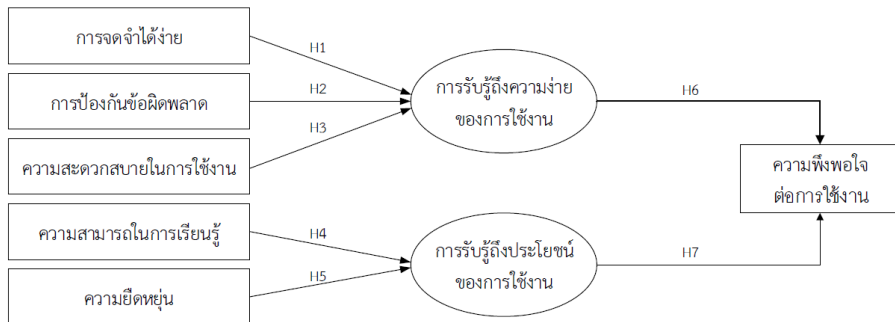 การจดจำได้ง่าย
H1
การป้องกันข้อผิดพลาด
H2
H3
ความสะดวกสบายในการใช้งาน
การรับรู้ถึงความง่าย
ของการใช้งาน
H6
ความพึงพอใจ
ต่อการใช้งาน
ความสามารถในการเรียนรู้
H4
H5
ความยืดหยุ่น
การรับรู้ถึงประโยชน์
ของการใช้งาน
H7